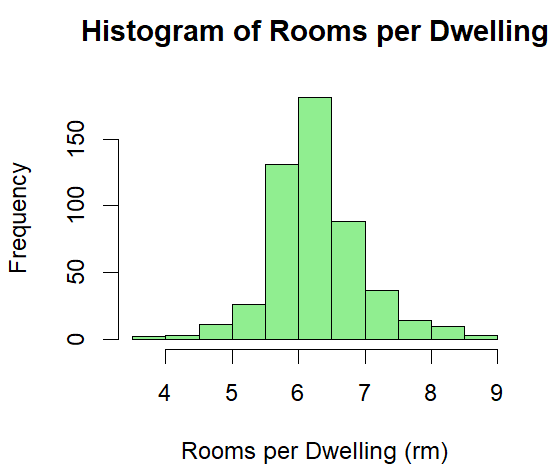 Histogram of Rooms per Dwelling
Frequency
150
100
50
0
4 5 6 7 8 9
Rooms per Dwelling (rm)